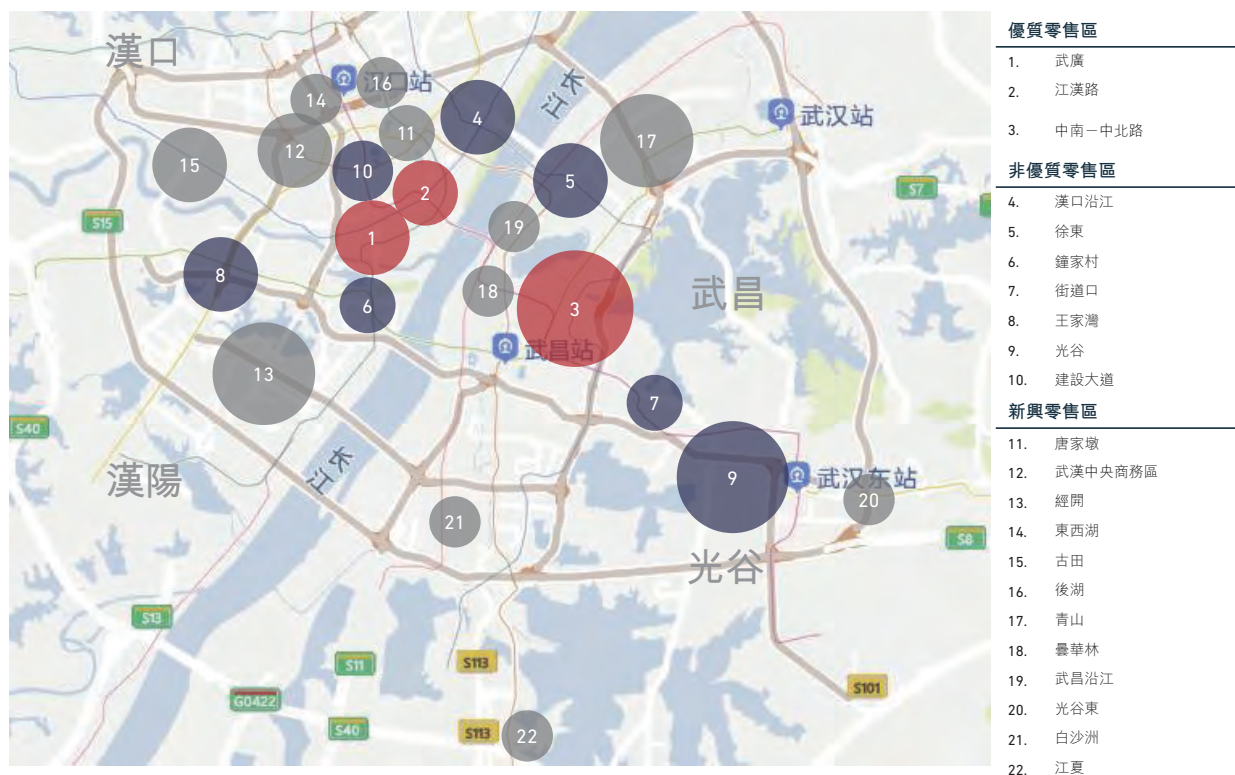 漢口
16
汉口站
14
4
长江
武汉站
11
17
12
15
10
5
S7
2
S15
19
1
8
18
武昌
6
3
武昌站
13
7
S40
长江
漢陽
9
武汉东站
20
21
S8
光谷
S13
S11
S113
S101
G0422
S40
S113
22
優質零售區
1. 武廣
2. 江漢路
3. 中南－中北路
非優質零售區
4. 漢口沿江
5. 徐東
6. 鐘家村
7. 街道口
8. 王家灣
9. 光谷
10. 建設大道
新興零售區
11. 唐家墩
12. 武漢中央商務區
13. 經開
14. 東西湖
15. 古田
16. 後湖
17. 青山
18. 曇華林
19. 武昌沿江
20. 光谷東
21. 白沙洲
22. 江夏